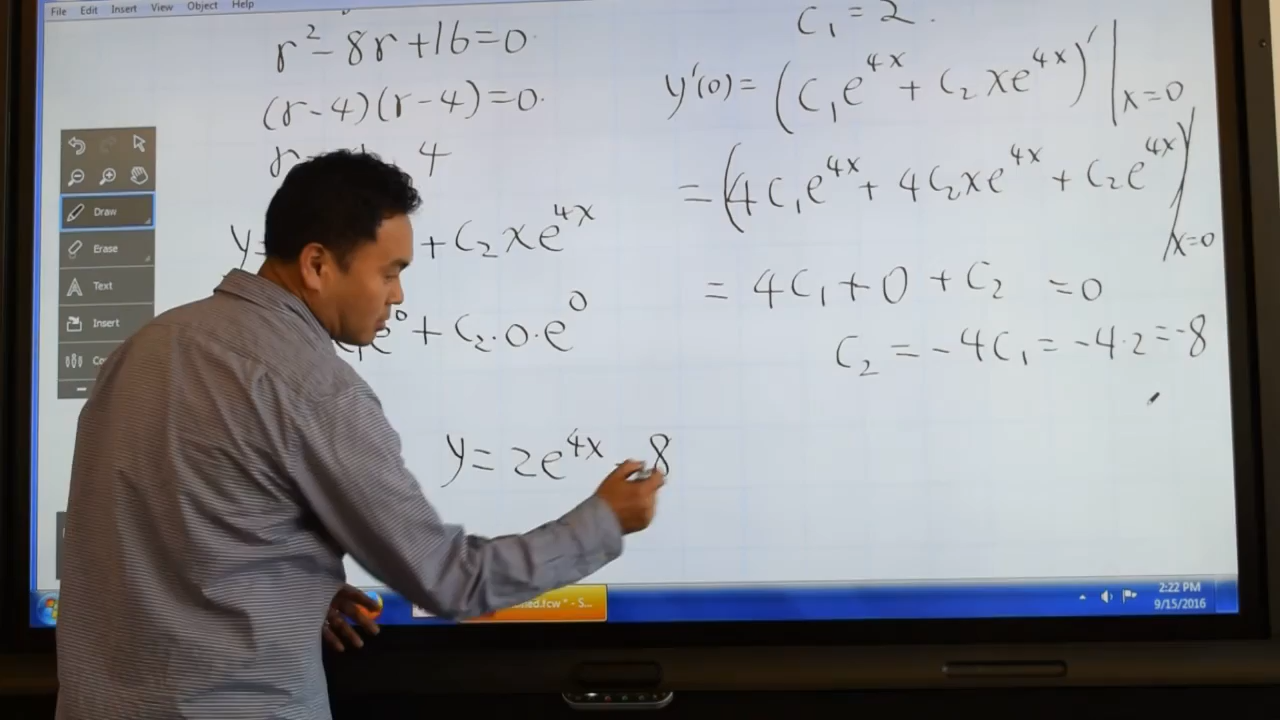 File Edit Insert View Object Help
r² - 8r + 16 = 0
(r - 4)(r - 4) = 0
4
y + C₂xe^{4x}
e⁰ + C₂·0·e⁰
y = 2e^{4x} - 8
C₁ = 2.
y'(0) = (C₁e^{4x} + C₂xe^{4x})'|x=0
= (4C₁e^{4x} + 4C₂xe^{4x} + C₂e^{4x})|x=0
= 4C₁ + 0 + C₂ = 0
C₂ = -4C₁ = -4·2 = -8
Draw
Erase
Text
Insert
2:22 PM
9/15/2016